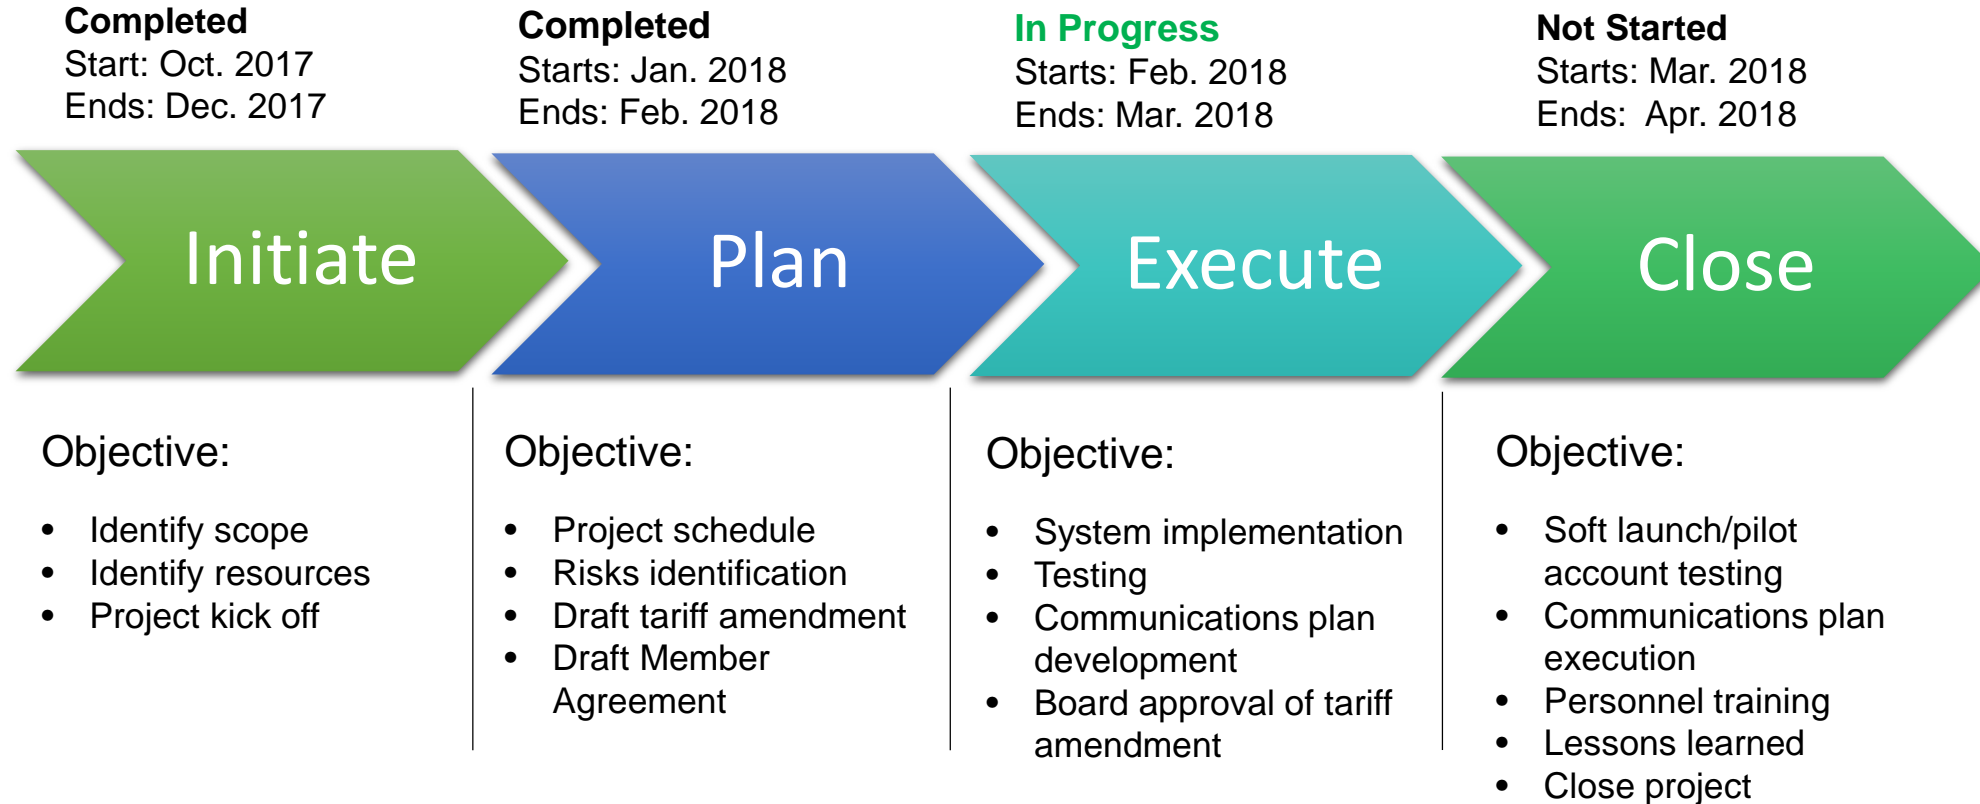 Completed
Start: Oct. 2017
Ends: Dec. 2017
Completed
Starts: Jan. 2018
Ends: Feb. 2018
In Progress
Starts: Feb. 2018
Ends: Mar. 2018
Not Started
Starts: Mar. 2018
Ends:  Apr. 2018
Initiate
Plan
Execute
Close
Objective:
• Identify scope
• Identify resources
• Project kick off
Objective:
• Project schedule
• Risks identification
• Draft tariff amendment
• Draft Member
Agreement
Objective:
• System implementation
• Testing
• Communications plan
development
• Board approval of tariff
amendment
Objective:
• Soft launch/pilot
account testing
• Communications plan
execution
• Personnel training
• Lessons learned
• Close project